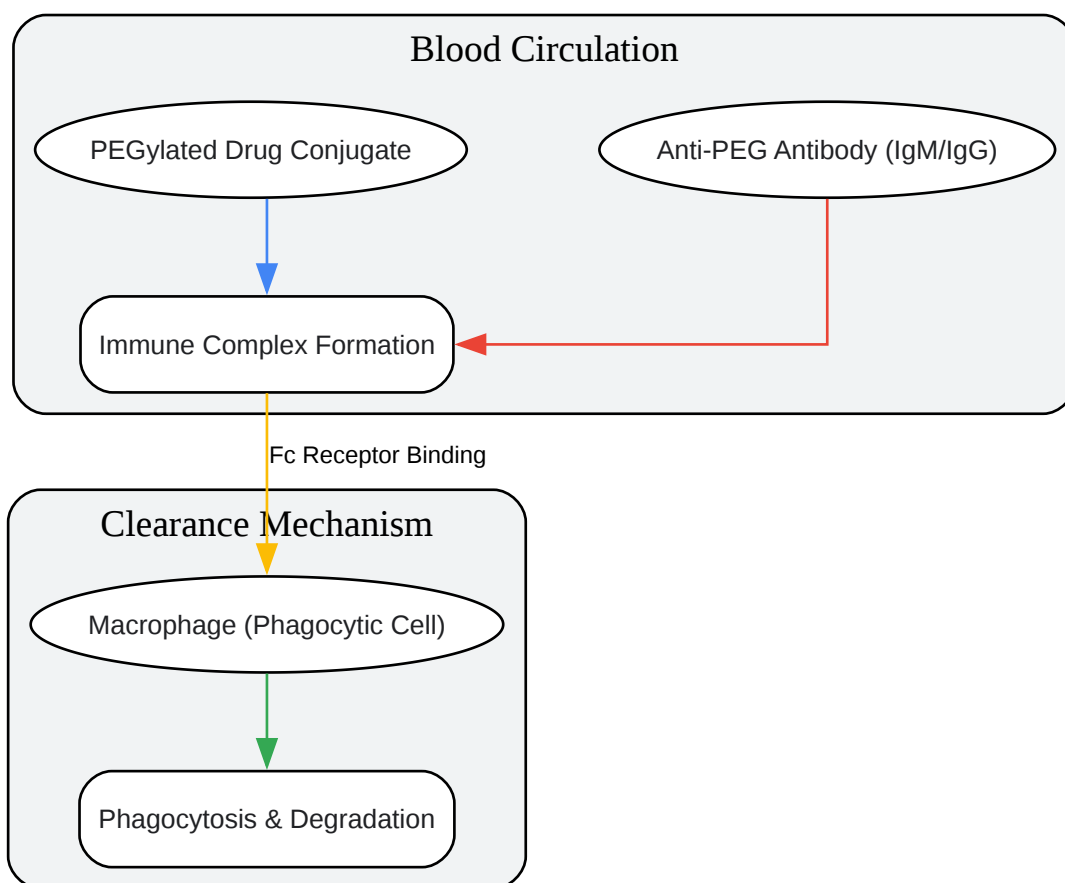 Blood Circulation
PEGylated Drug Conjugate
Anti-PEG Antibody (IgM/IgG)
Immune Complex Formation
Fc Receptor Binding
Clearance Mechanism
Macrophage (Phagocytic Cell)
Phagocytosis & Degradation